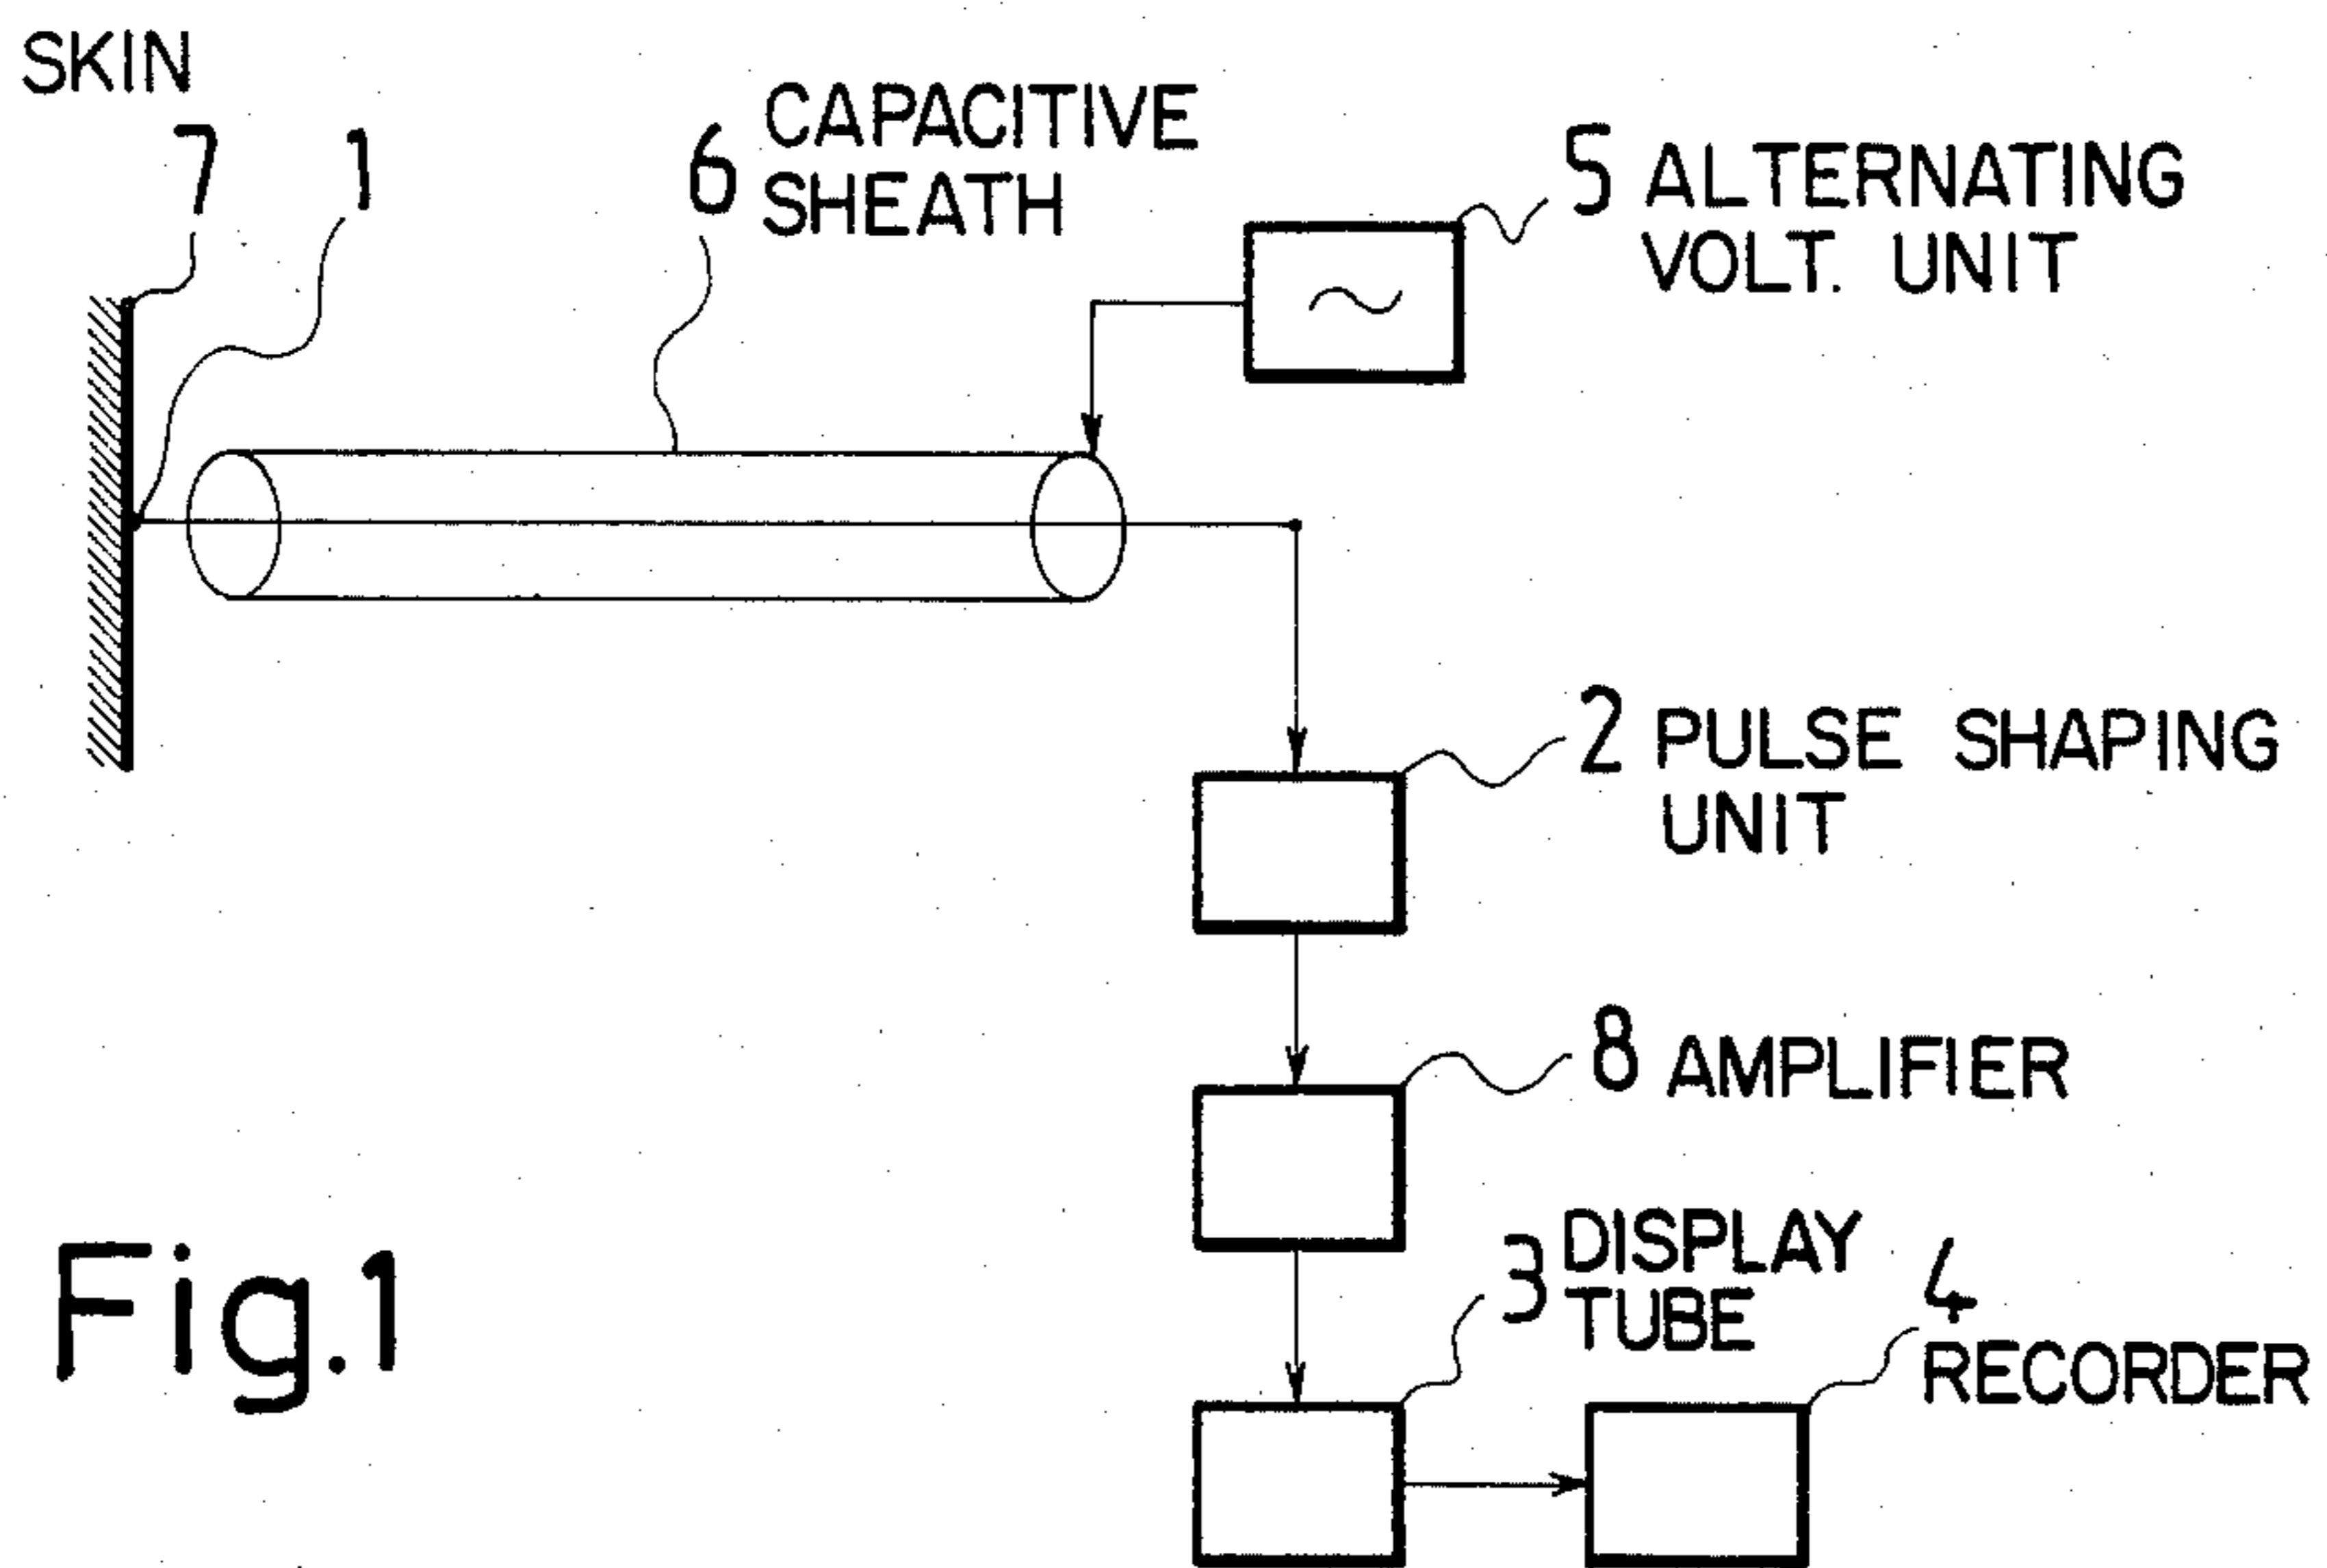 SKIN
7
1
6 CAPACITIVE
SHEATH
5 ALTERNATING
VOLT. UNIT
2 PULSE SHAPING
UNIT
8 AMPLIFIER
3 DISPLAY
TUBE
4
RECORDER
Fig.1